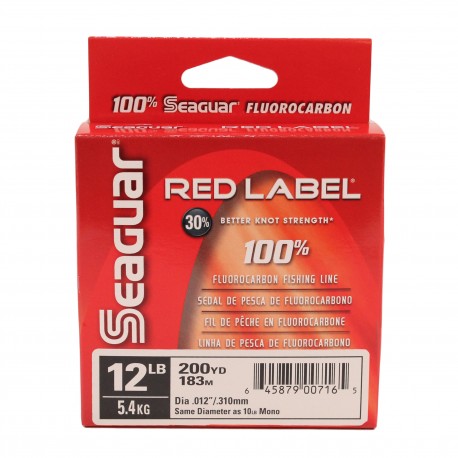 100% Seaguar® FLUOROCARBON
Seaguar®
RED LABEL®
30% BETTER KNOT STRENGTH*
100%
FLUOROCARBON FISHING LINE
SEDAL DE PESCA DE FLUOROCARBONO
FIL DE PÊCHE EN FLUOROCARBONE
LINHA DE PESCA DE FLUOROCARBONO
12LB
5.4KG
200YD
183M
Dia .012"/.310mm
Same Diameter as 10LB Mono
6 45879 00716 5